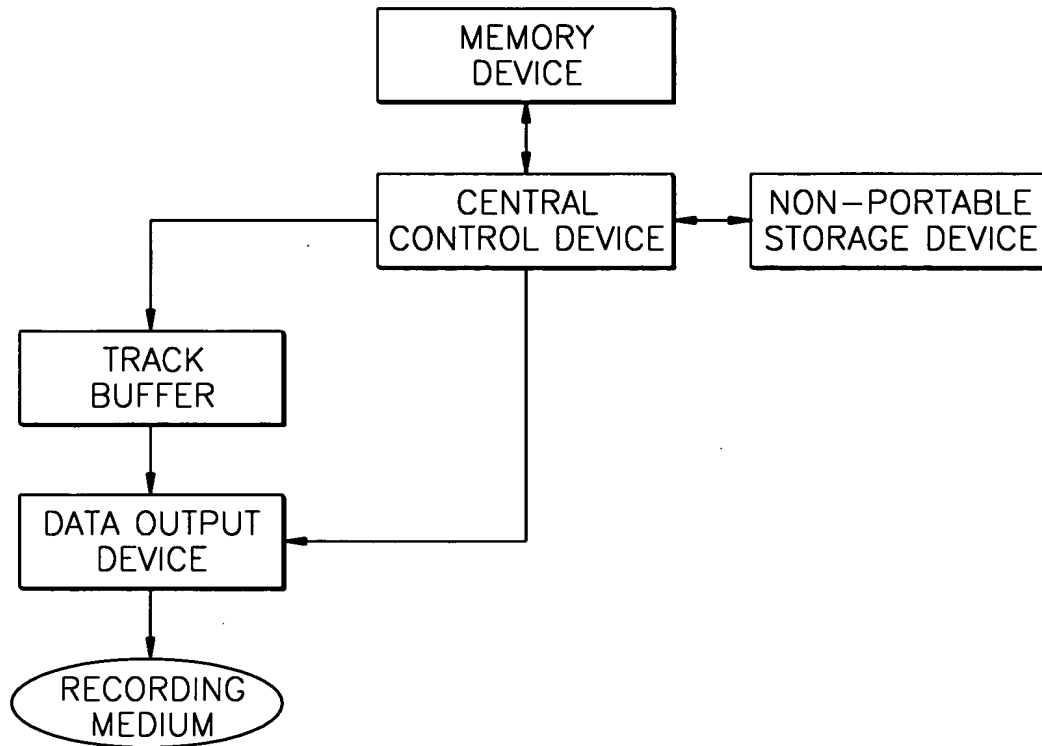 MEMORY
DEVICE
CENTRAL
CONTROL DEVICE
NON-PORTABLE
STORAGE DEVICE
TRACK
BUFFER
DATA OUTPUT
DEVICE
RECORDING
MEDIUM